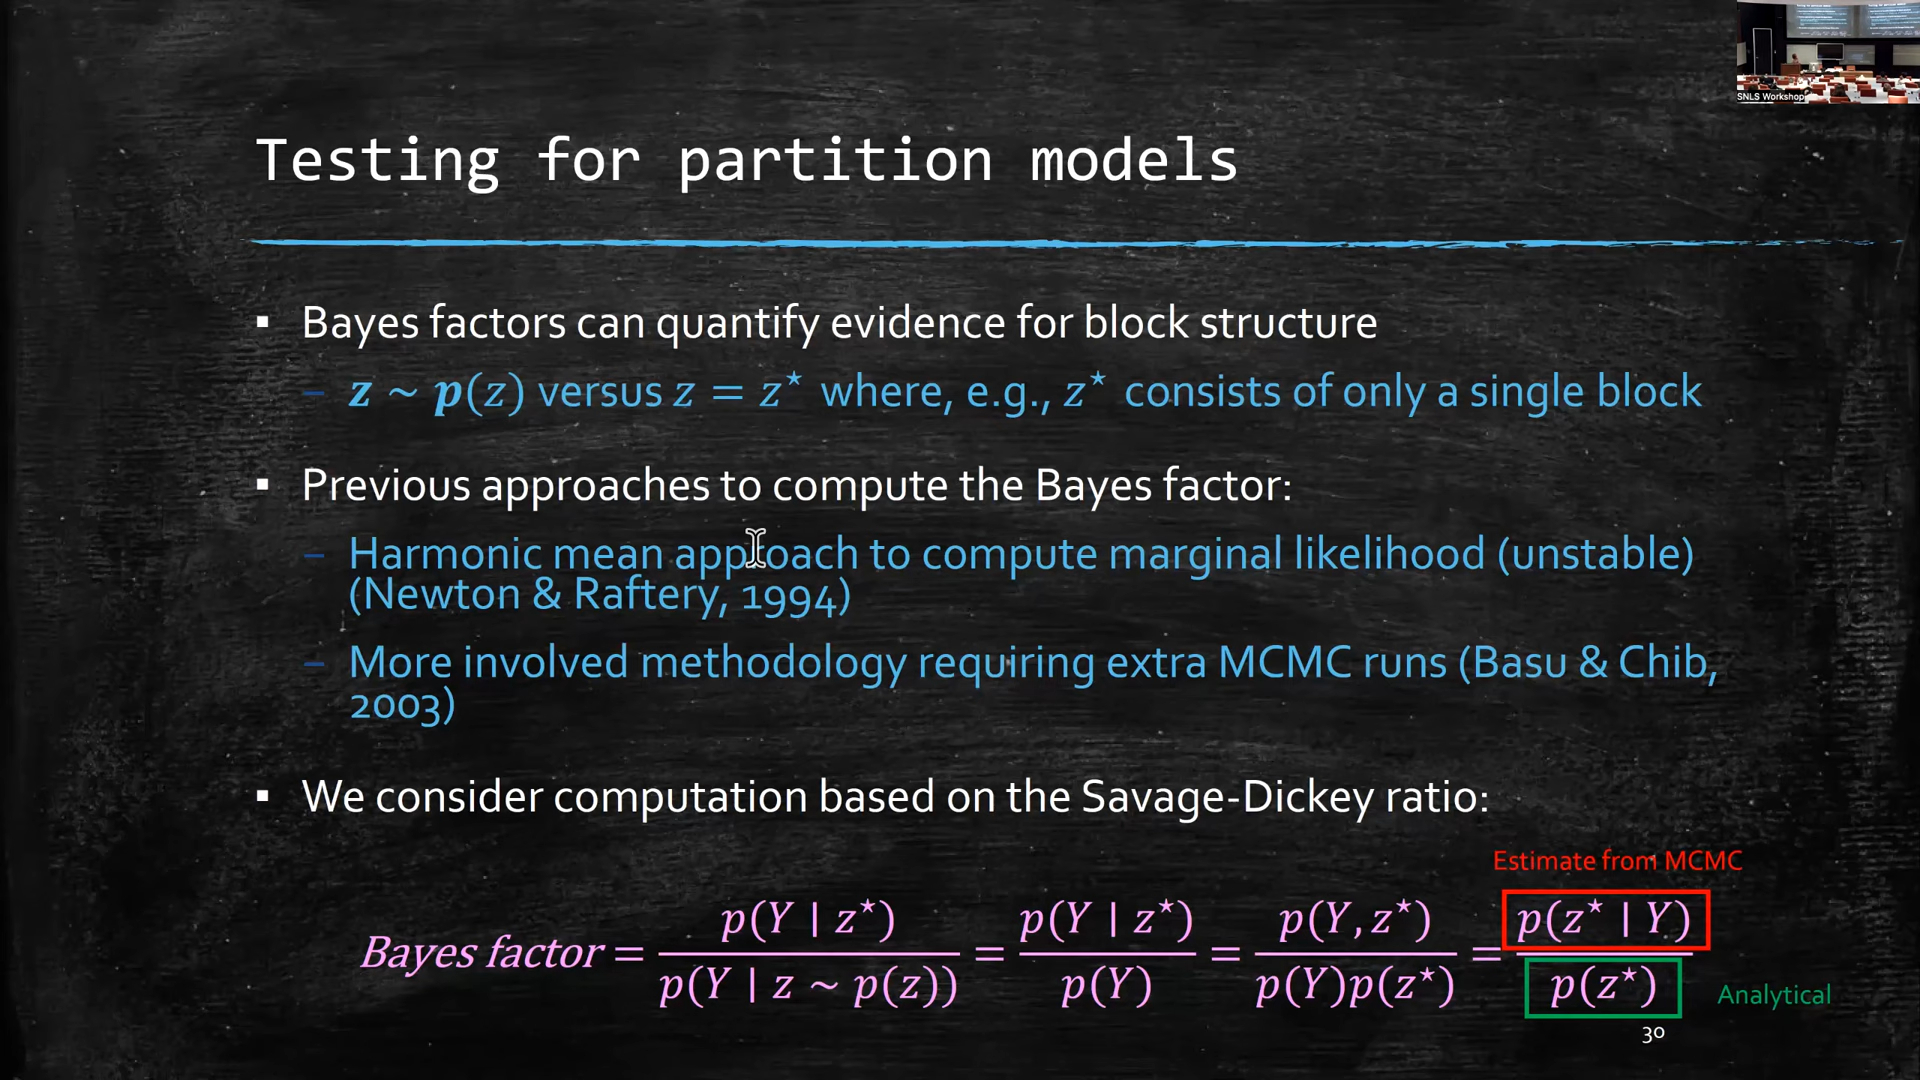 SNLS Workshop
Testing for partition models
▪ Bayes factors can quantify evidence for block structure
– z ~ p(z) versus z = z⋆ where, e.g., z⋆ consists of only a single block
▪ Previous approaches to compute the Bayes factor:
– Harmonic mean approach to compute marginal likelihood (unstable)
(Newton & Raftery, 1994)
– More involved methodology requiring extra MCMC runs (Basu & Chib,
2003)
▪ We consider computation based on the Savage-Dickey ratio:
Estimate from MCMC
Bayes factor = p(Y | z⋆) / p(Y | z ~ p(z)) = p(Y | z⋆) / p(Y) = p(Y, z⋆) / p(Y)p(z⋆) = p(z⋆ | Y) / p(z⋆)
Analytical
30